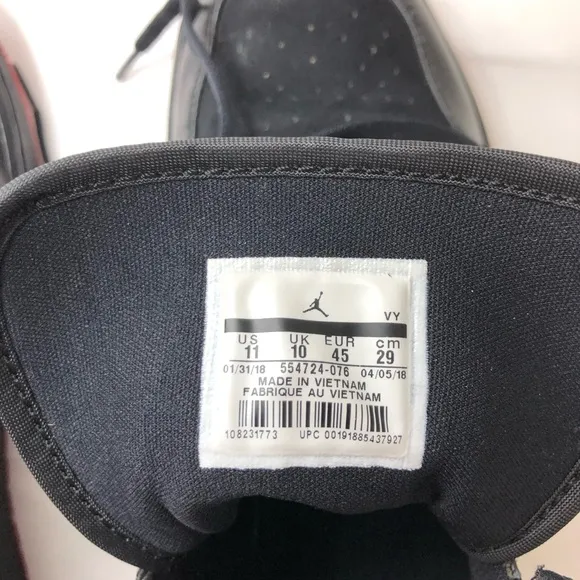 VY
US UK EUR cm
11 10 45 29
01/31/18 554724-076 04/05/18
MADE IN VIETNAM
FABRIQUE AU VIETNAM
108231773 UPC 00191885437927